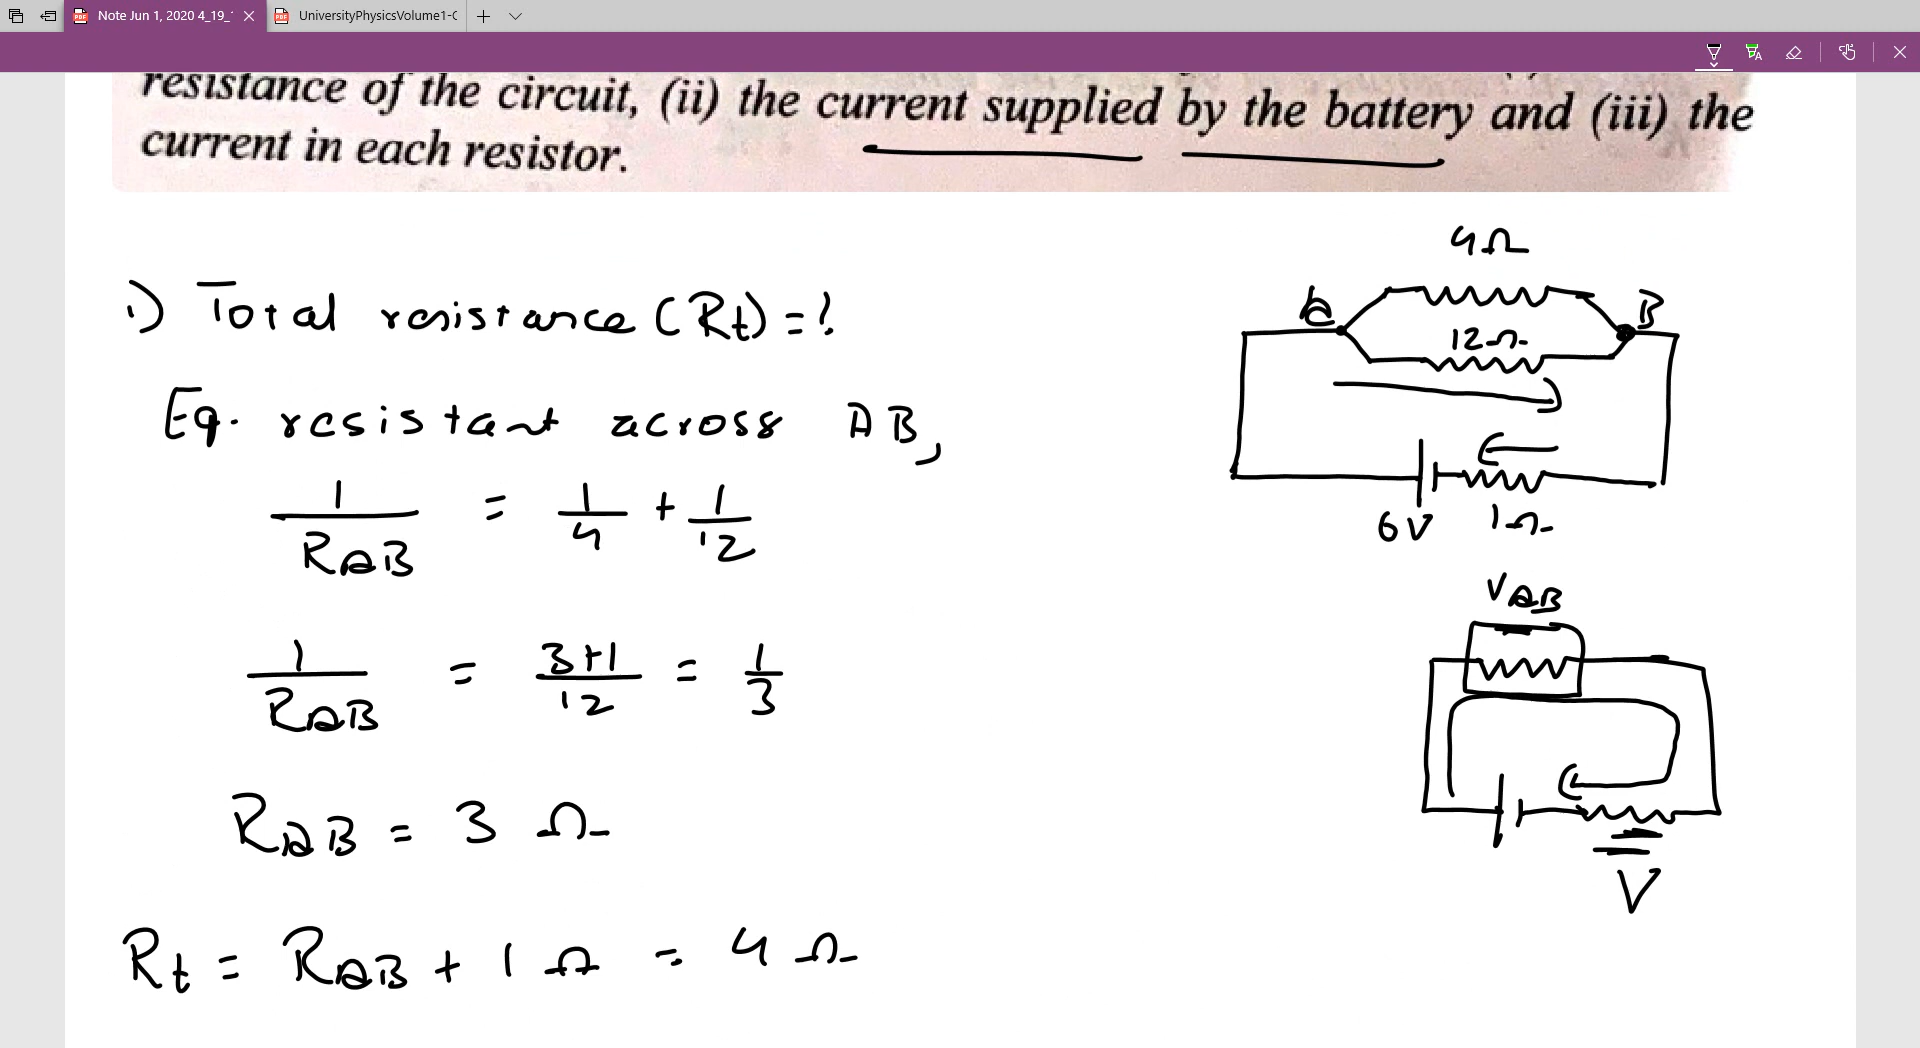 Note Jun 1, 2020 4_19_
UniversityPhysicsVolume1-C
resistance of the circuit, (ii) the current supplied by the battery and (iii) the
current in each resistor.
i) Total resistance (Rt) = ?
Eq. resistant across AB,
1/RAB = 1/4 + 1/12
1/RAB = 3+1/12 = 1/3
RAB = 3 Ω
Rt = RAB + 1 Ω = 4 Ω
4Ω
A B
12Ω
6V 1Ω
VAB
V